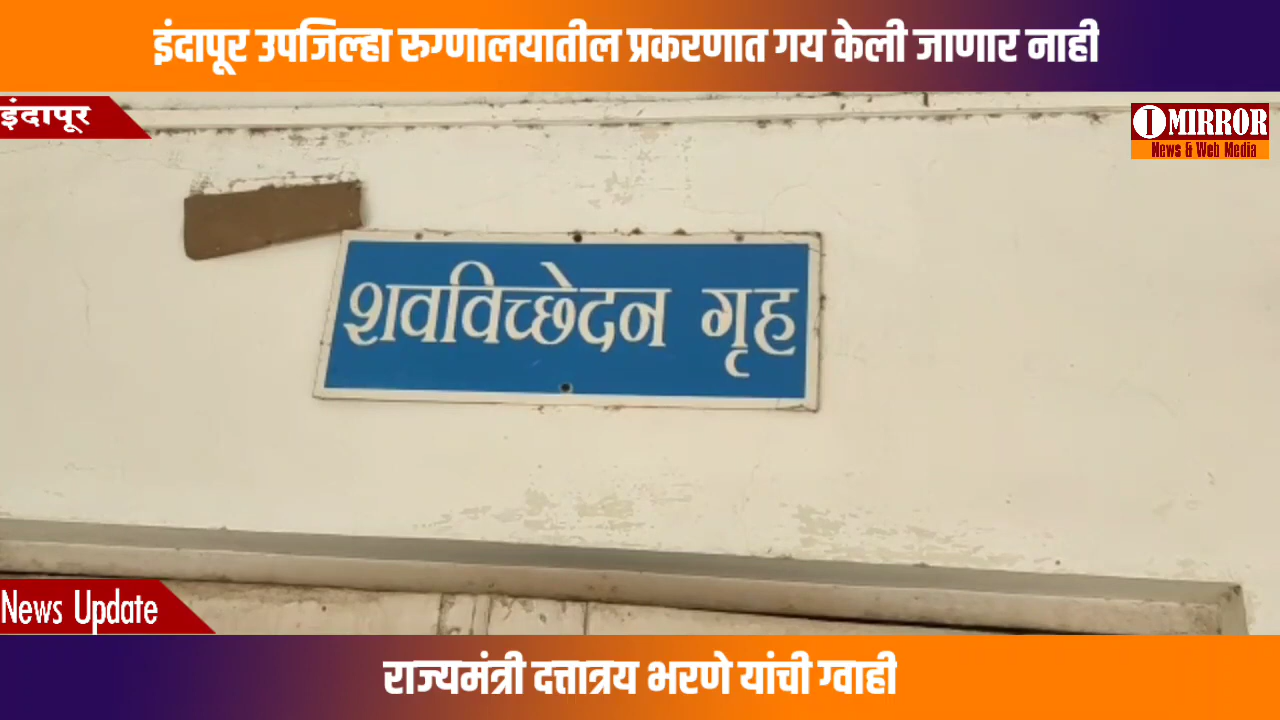 इंदापूर उपजिल्हा रुग्णालयातील प्रकरणात गय केली जाणार नाही
इंदापूर
I MIRROR
News & Web Media
शवविच्छेदन गृह
News Update
राज्यमंत्री दत्तात्रय भरणे यांची ग्वाही